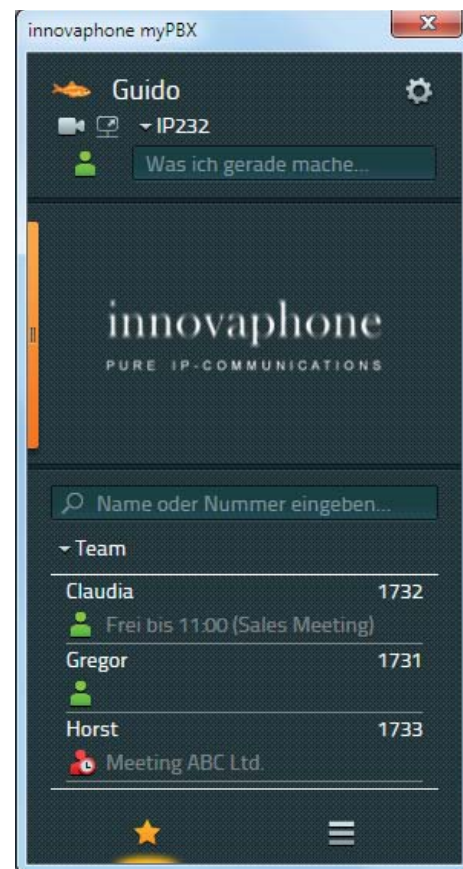 innovaphone myPBX
Guido
IP232
Was ich gerade mache...
innovaphone
PURE IP-COMMUNICATIONS
Name oder Nummer eingeben...
Team
Claudia 1732
Frei bis 11:00 (Sales Meeting)
Gregor 1731
Horst 1733
Meeting ABC Ltd.